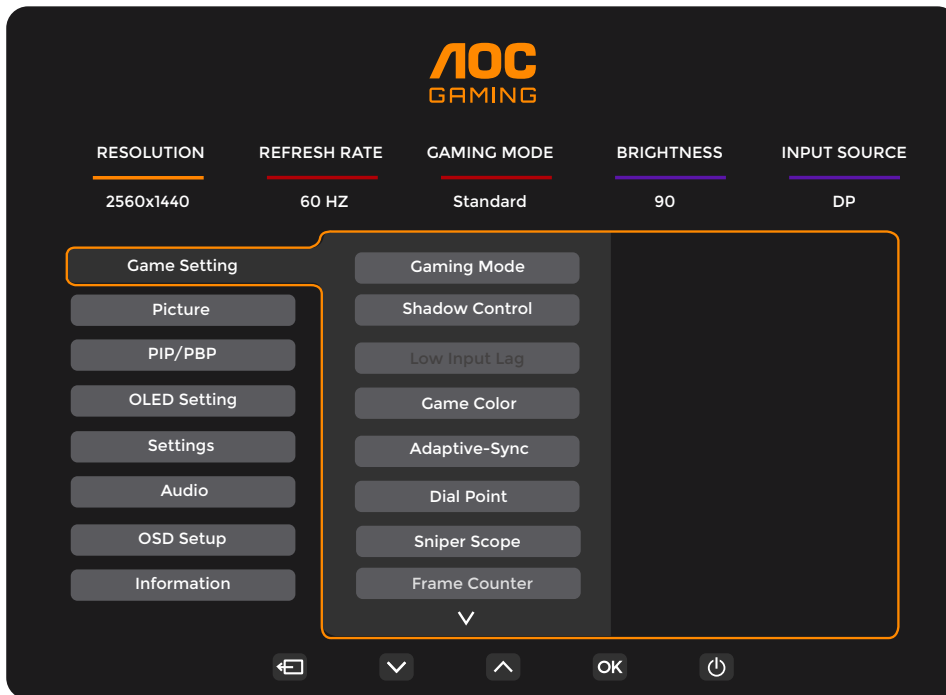 AOC
GAMING
RESOLUTION REFRESH RATE GAMING MODE BRIGHTNESS INPUT SOURCE
2560x1440 60 HZ Standard 90 DP
Game Setting
Picture
PIP/PBP
OLED Setting
Settings
Audio
OSD Setup
Information
Gaming Mode
Shadow Control
Low Input Lag
Game Color
Adaptive-Sync
Dial Point
Sniper Scope
Frame Counter
OK